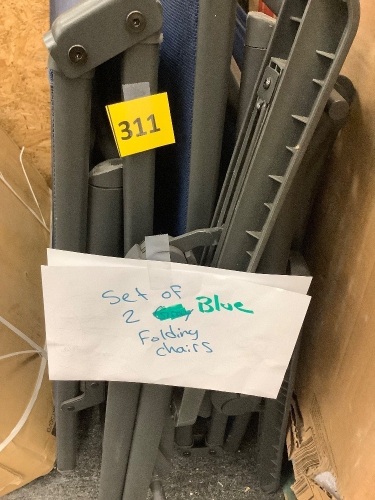 311
Set of
2 Blue
Folding
chairs